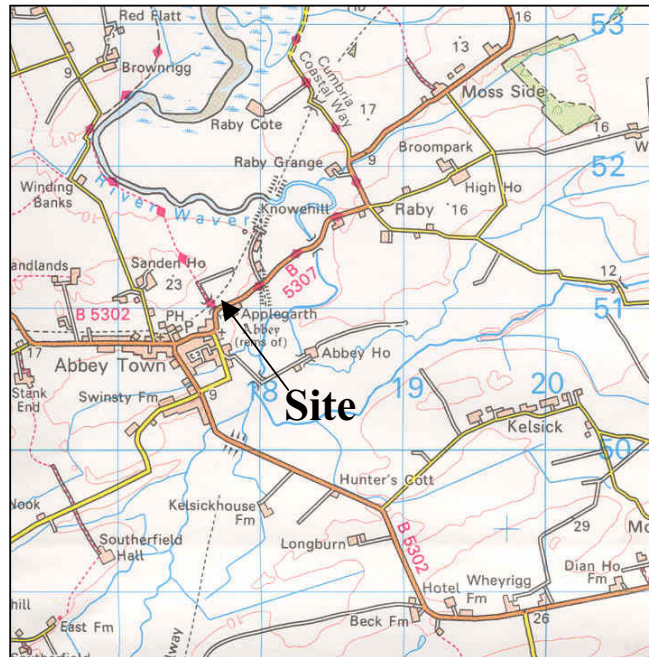 Red Flatt
16
53
9
Brownrigg
13
Cumbria
Coastal Way
Moss Side
Raby Cote
17
16
Raby Grange
9
Broompark
52
Winding
Banks
River Waver
Knowehill
High Ho
Raby
16
andlands
Sanden Ho
23
B 5307
12
B 5302
PH
P
Applegarth
51
17
Abbey
(rems of)
Abbey Town
Abbey Ho
Stank
End
Swinsty Fm
9
18
19
20
Site
Kelsick
50
Hunter's Cott
Nook
Kelsickhouse
Fm
B 5302
29
Mo
Southerfield
Hall
Longburn
Dian Ho
Fm
Hotel
Wheyrigg
Fm
hill
East Fm
Beck Fm
26
way